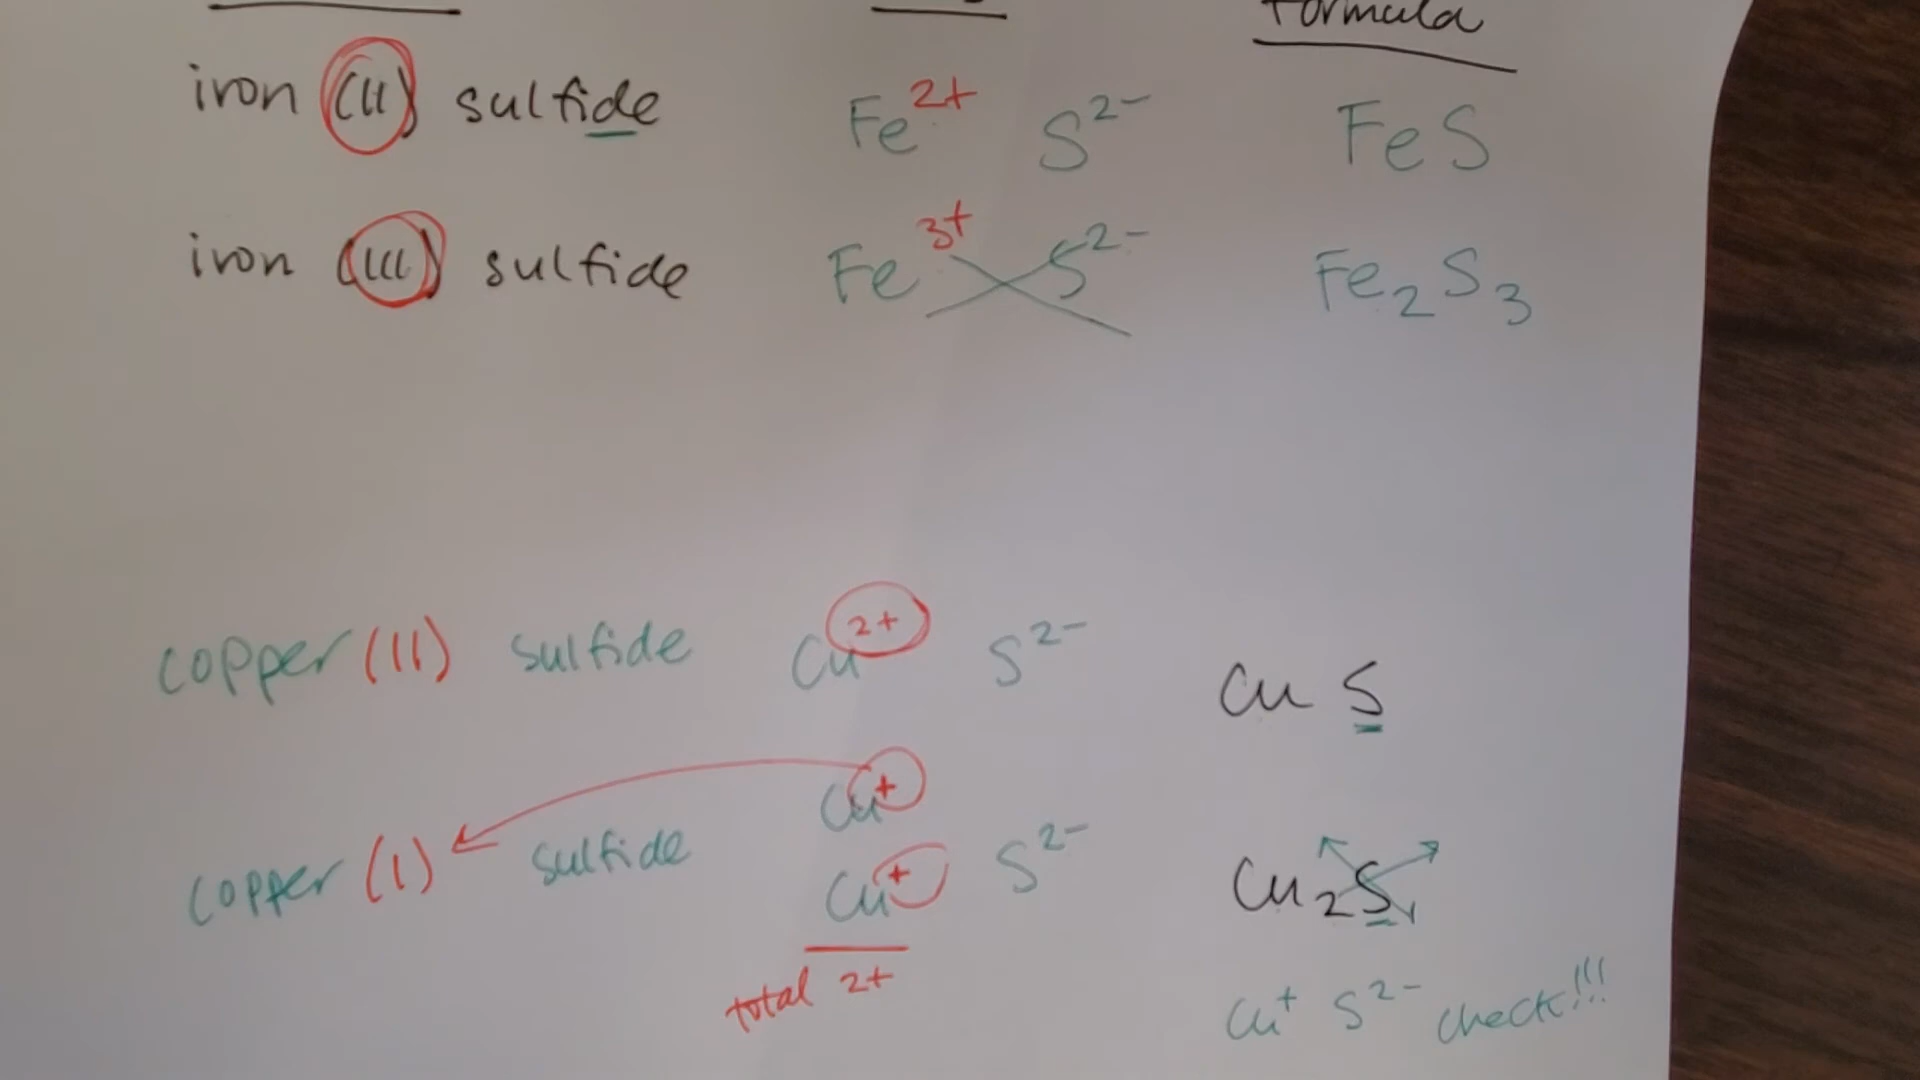 Formula
iron (II) sulfide Fe²⁺ S²⁻ FeS
iron (III) sulfide Fe³⁺ S²⁻ Fe₂S₃
copper (II) sulfide Cu²⁺ S²⁻ CuS
Cu⁺
copper (I) sulfide Cu⁺ S²⁻ Cu₂S₁
total 2+
Cu⁺ S²⁻ check!!!